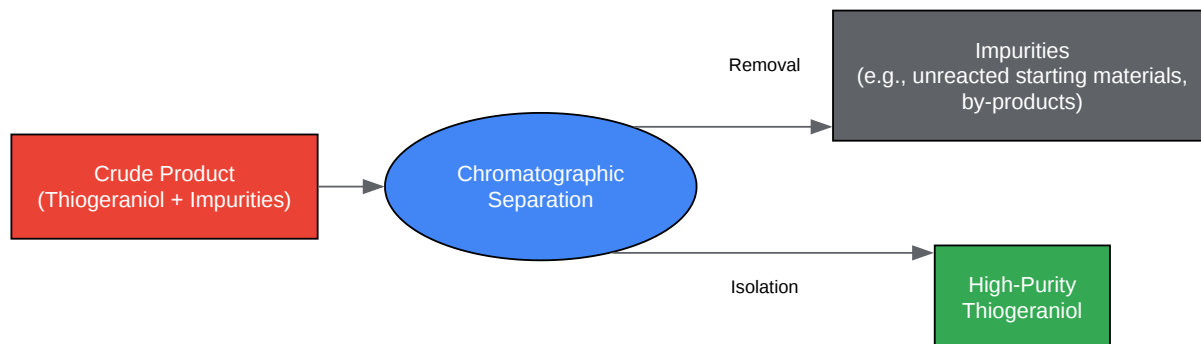 Removal
Impurities
(e.g., unreacted starting materials,
by-products)
Crude Product
(Thiogeraniol + Impurities)
Chromatographic
Separation
Isolation
High-Purity
Thiogeraniol